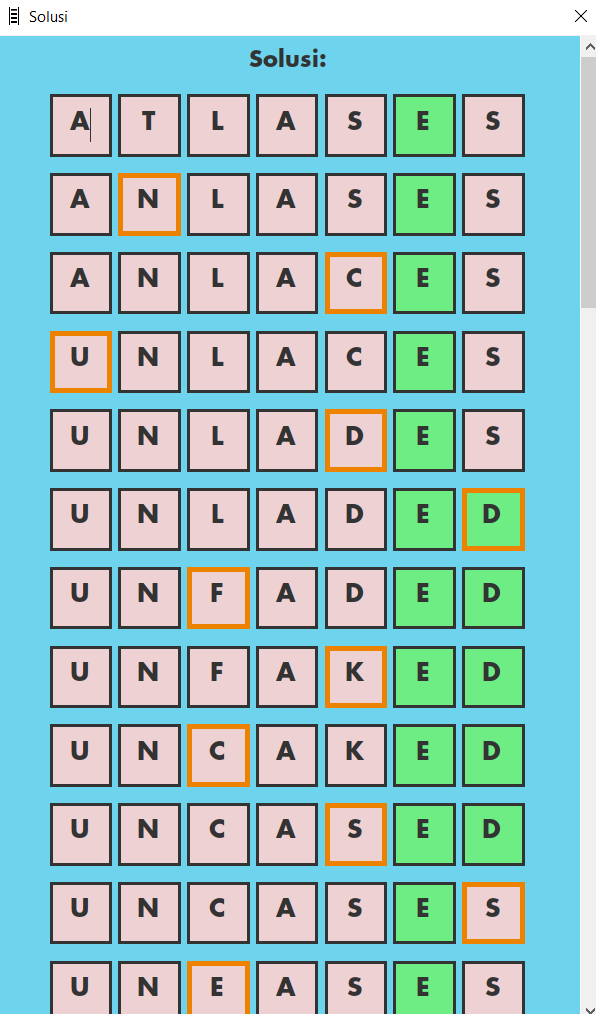 Solusi
Solusi:
A T L A S E S
A N L A S E S
A N L A C E S
U N L A C E S
U N L A D E S
U N L A D E D
U N F A D E D
U N F A K E D
U N C A K E D
U N C A S E D
U N C A S E S
U N E A S E S